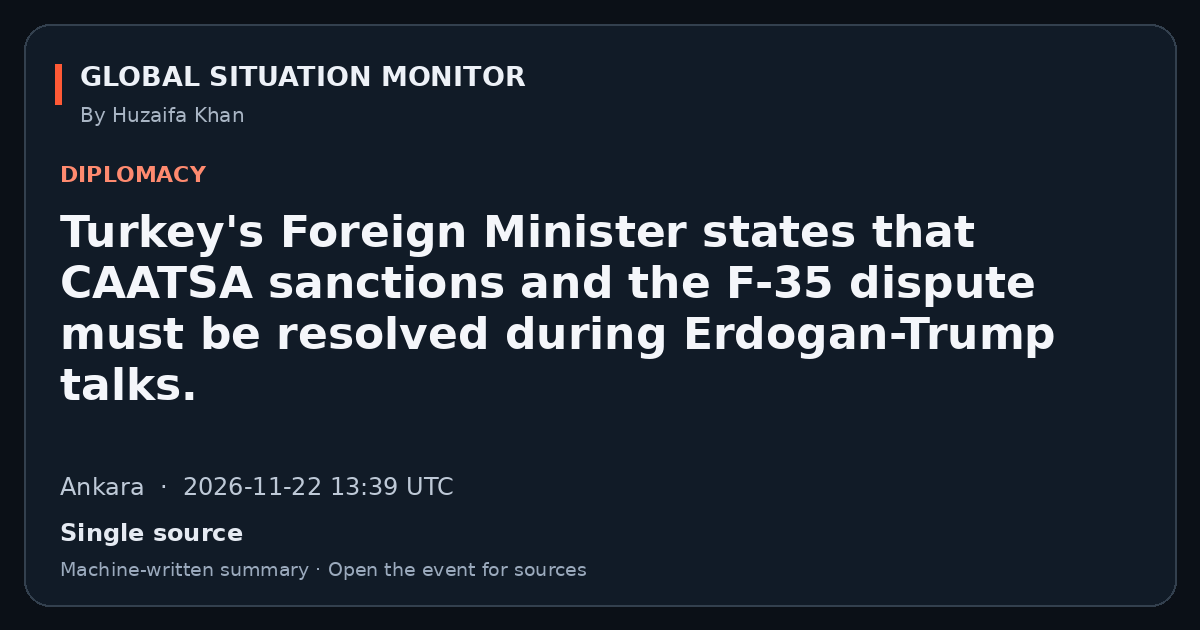 GLOBAL SITUATION MONITOR
By Huzaifa Khan
DIPLOMACY
Turkey's Foreign Minister states that
CAATSA sanctions and the F-35 dispute
must be resolved during Erdogan-Trump
talks.
Ankara · 2026-11-22 13:39 UTC
Single source
Machine-written summary · Open the event for sources